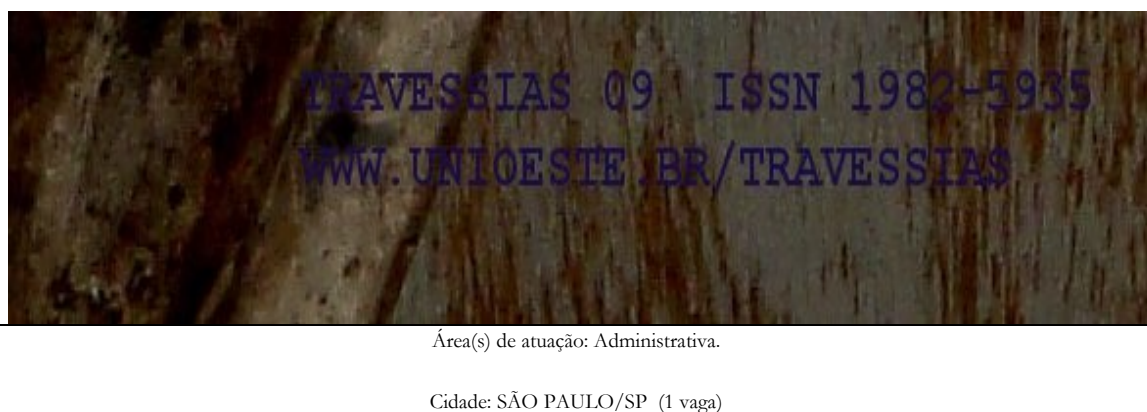 TRAVESSIAS 09 ISSN 1982-5935
WWW.UNIOESTE.BR/TRAVESSIAS
Área(s) de atuação: Administrativa.
Cidade: SÃO PAULO/SP (1 vaga)